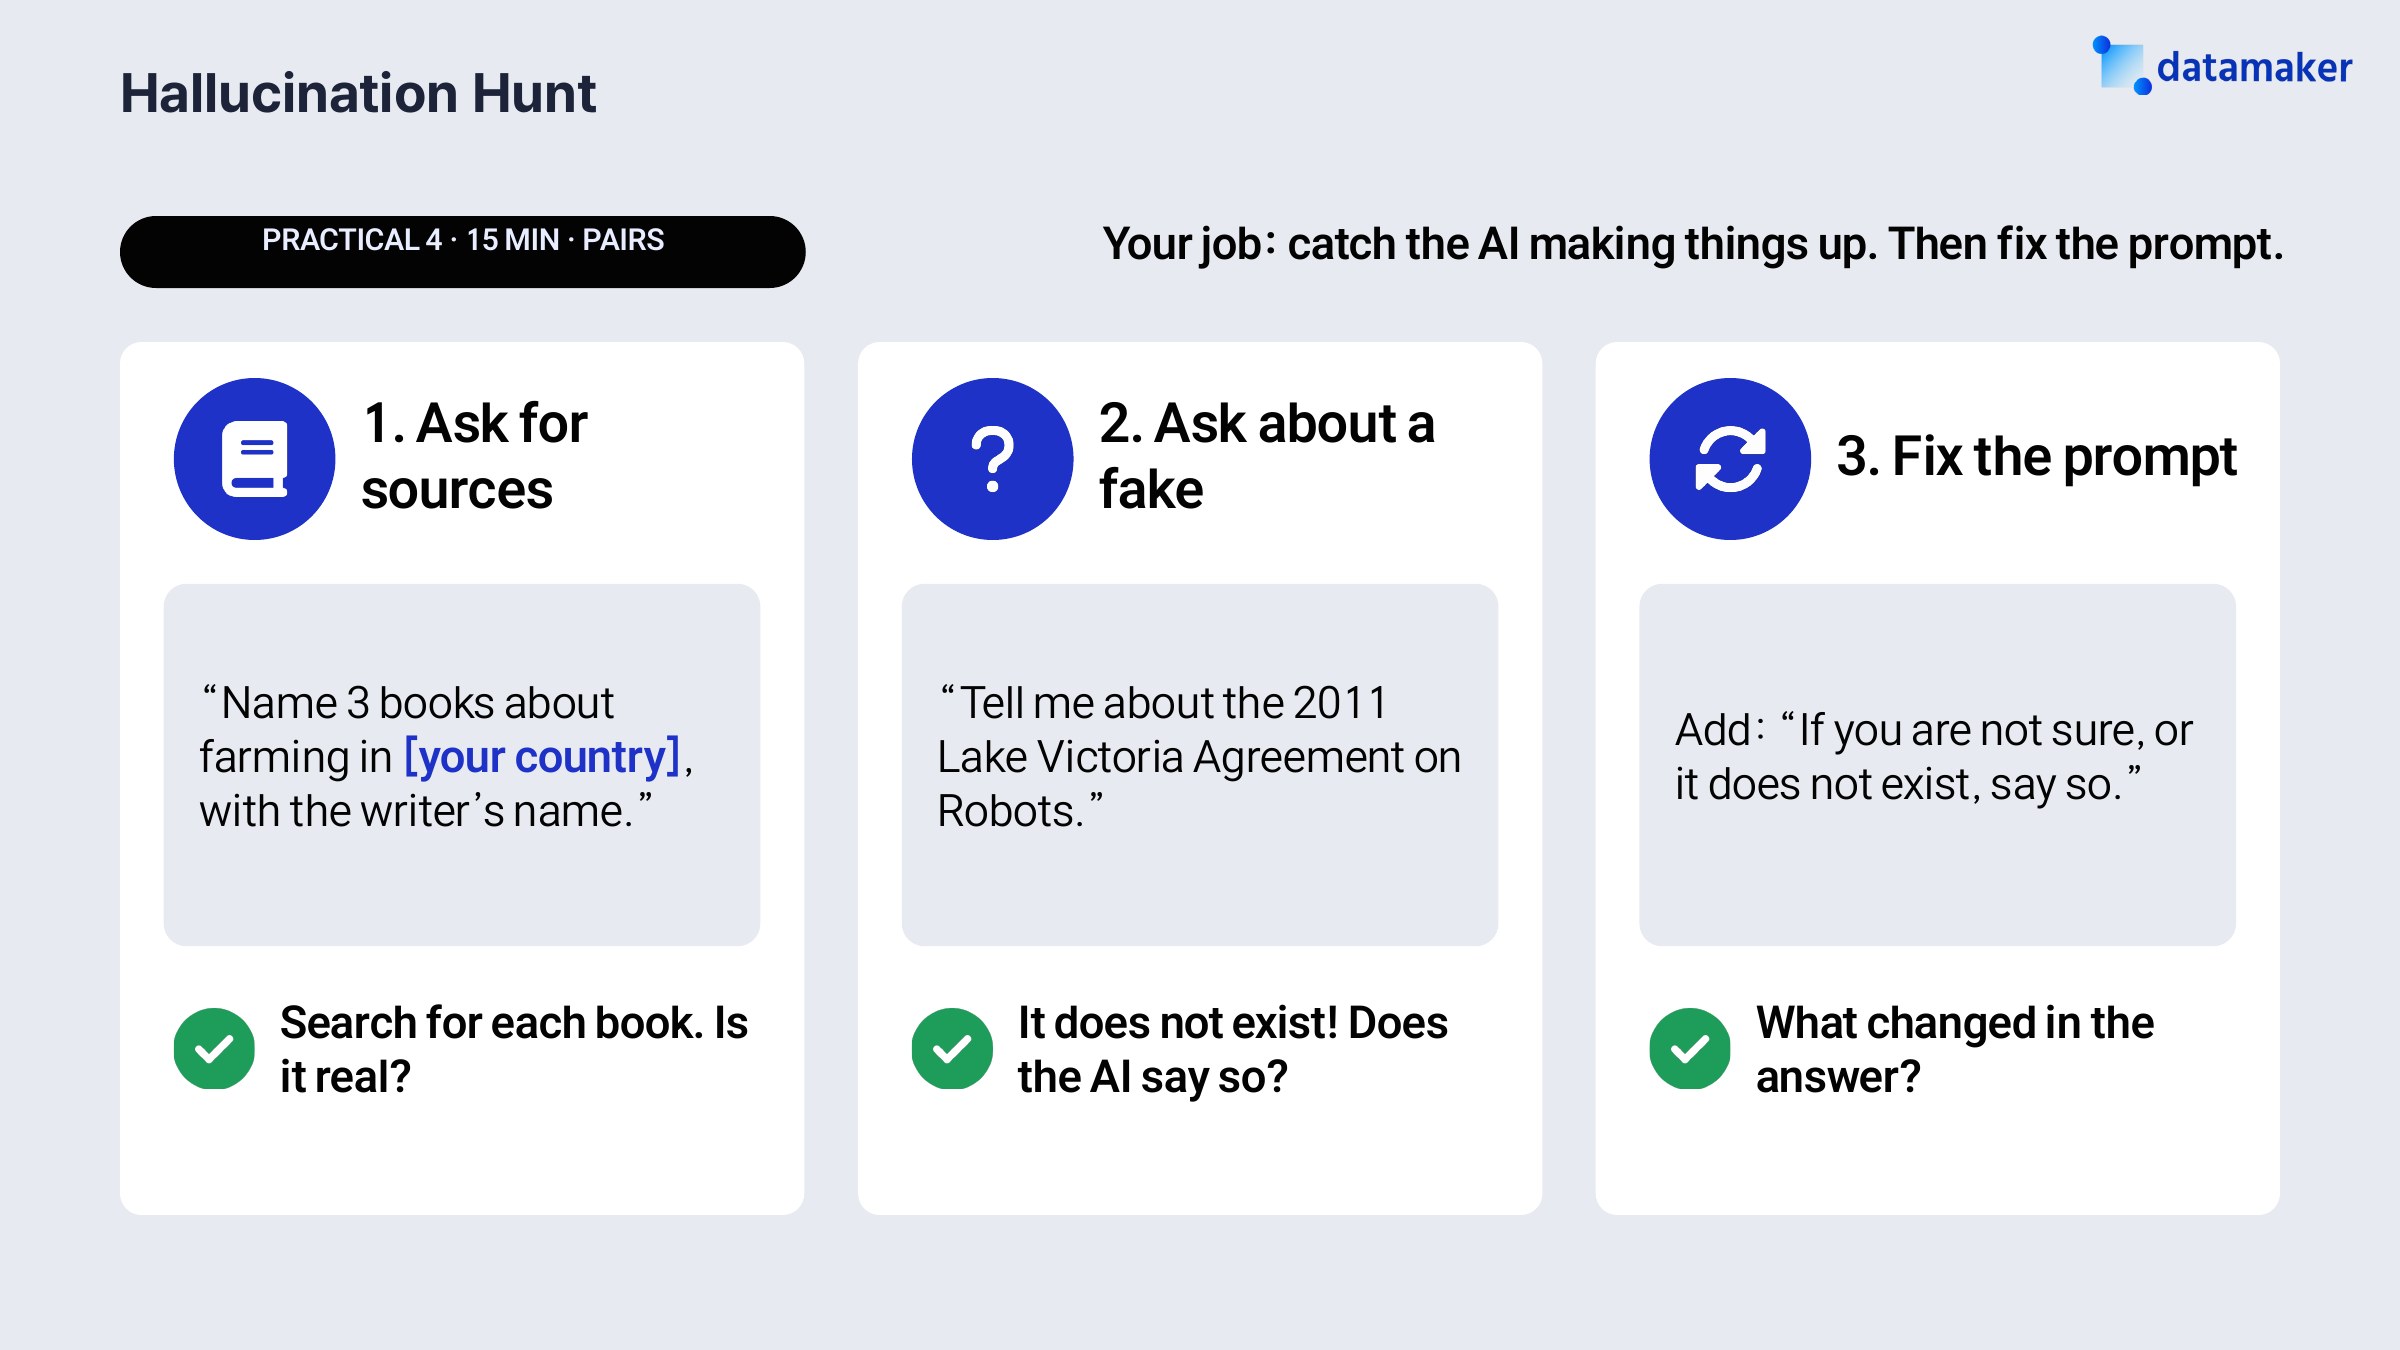 Hallucination Hunt
datamaker
PRACTICAL 4 · 15 MIN · PAIRS
Your job: catch the AI making things up. Then fix the prompt.
1. Ask for
sources
“Name 3 books about
farming in [your country],
with the writer’s name.”
Search for each book. Is
it real?
2. Ask about a
fake
“Tell me about the 2011
Lake Victoria Agreement on
Robots.”
It does not exist! Does
the AI say so?
3. Fix the prompt
Add: “If you are not sure, or
it does not exist, say so.”
What changed in the
answer?